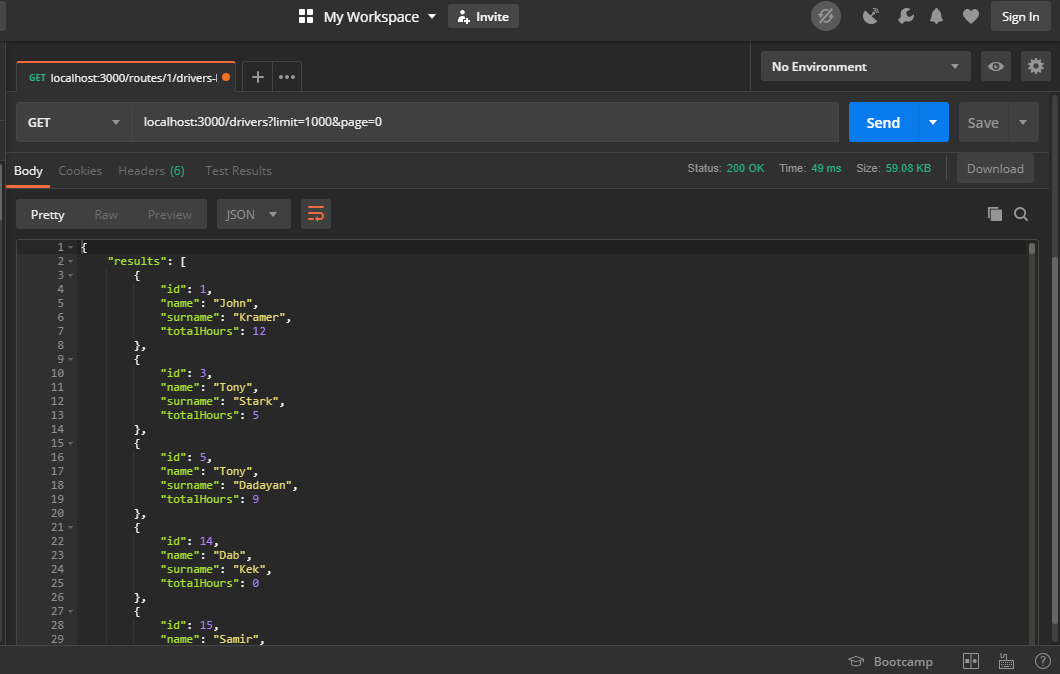 My Workspace Invite Sign In
GET localhost:3000/routes/1/drivers- No Environment
GET localhost:3000/drivers?limit=1000&page=0 Send Save
Body Cookies Headers (6) Test Results Status: 200 OK Time: 49 ms Size: 59.08 KB Download
Pretty Raw Preview JSON
1 {
2 "results": [
3 {
4 "id": 1,
5 "name": "John",
6 "surname": "Kramer",
7 "totalHours": 12
8 },
9 {
10 "id": 3,
11 "name": "Tony",
12 "surname": "Stark",
13 "totalHours": 5
14 },
15 {
16 "id": 5,
17 "name": "Tony",
18 "surname": "Dadayan",
19 "totalHours": 9
20 },
21 {
22 "id": 14,
23 "name": "Dab",
24 "surname": "Kek",
25 "totalHours": 0
26 },
27 {
28 "id": 15,
29 "name": "Samir",
Bootcamp